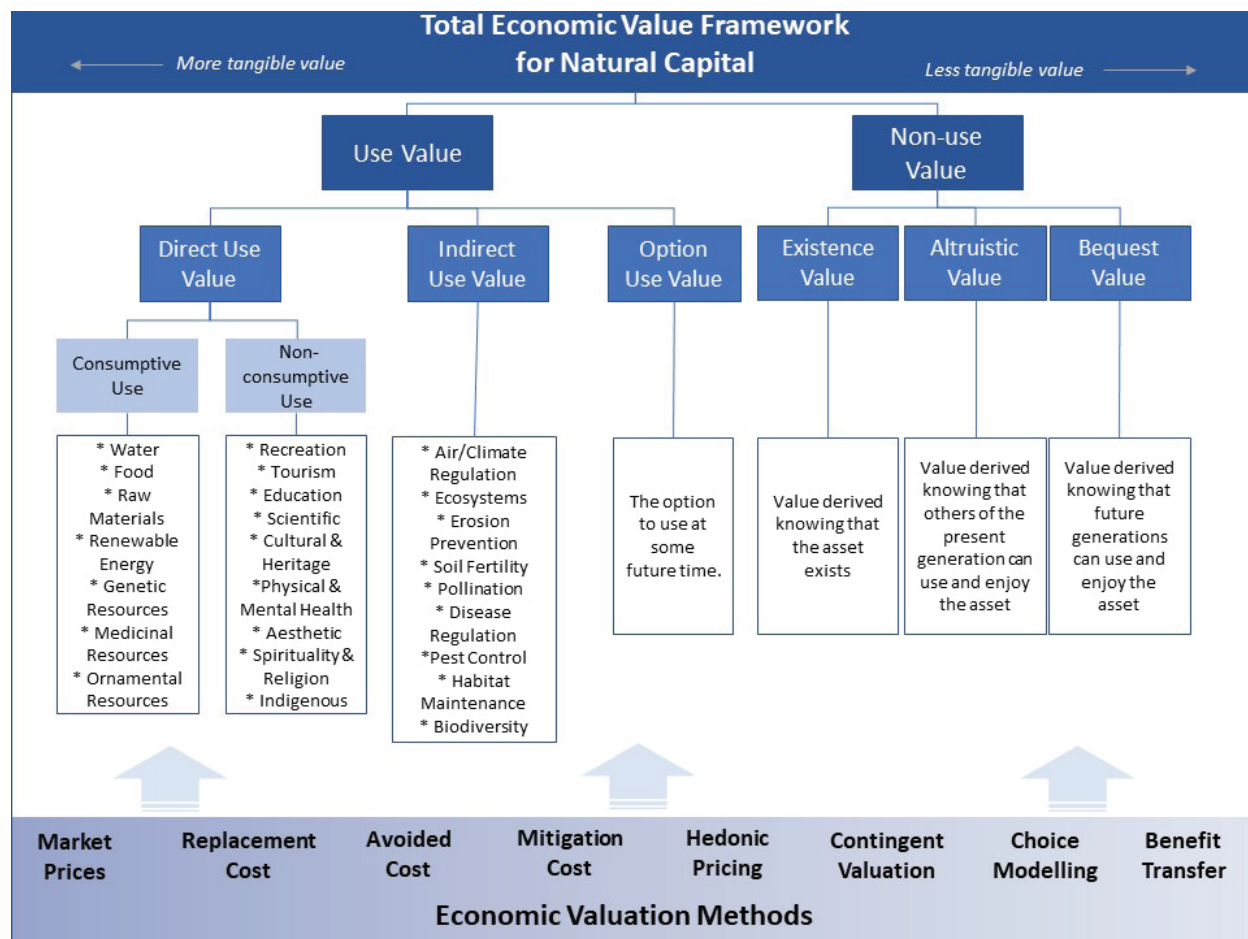 Total Economic Value Framework
for Natural Capital
More tangible value
Less tangible value
Use Value
Non-use
Value
Direct Use
Value
Indirect
Use Value
Option
Use Value
Existence
Value
Altruistic
Value
Bequest
Value
Consumptive
Use
Non-
consumptive
Use
* Water
* Food
* Raw
Materials
* Renewable
Energy
* Genetic
Resources
* Medicinal
Resources
* Ornamental
Resources
* Recreation
* Tourism
* Education
* Scientific
* Cultural &
Heritage
*Physical &
Mental Health
* Aesthetic
* Spirituality &
Religion
* Indigenous
* Air/Climate
Regulation
* Ecosystems
* Erosion
Prevention
* Soil Fertility
* Pollination
* Disease
Regulation
*Pest Control
* Habitat
Maintenance
* Biodiversity
The option
to use at
some
future time.
Value derived
knowing that
the asset
exists
Value derived
knowing that
others of the
present
generation can
use and enjoy
the asset
Value derived
knowing that
future
generations
can use and
enjoy the
asset
Market
Prices
Replacement
Cost
Avoided
Cost
Mitigation
Cost
Hedonic
Pricing
Contingent
Valuation
Choice
Modelling
Benefit
Transfer
Economic Valuation Methods